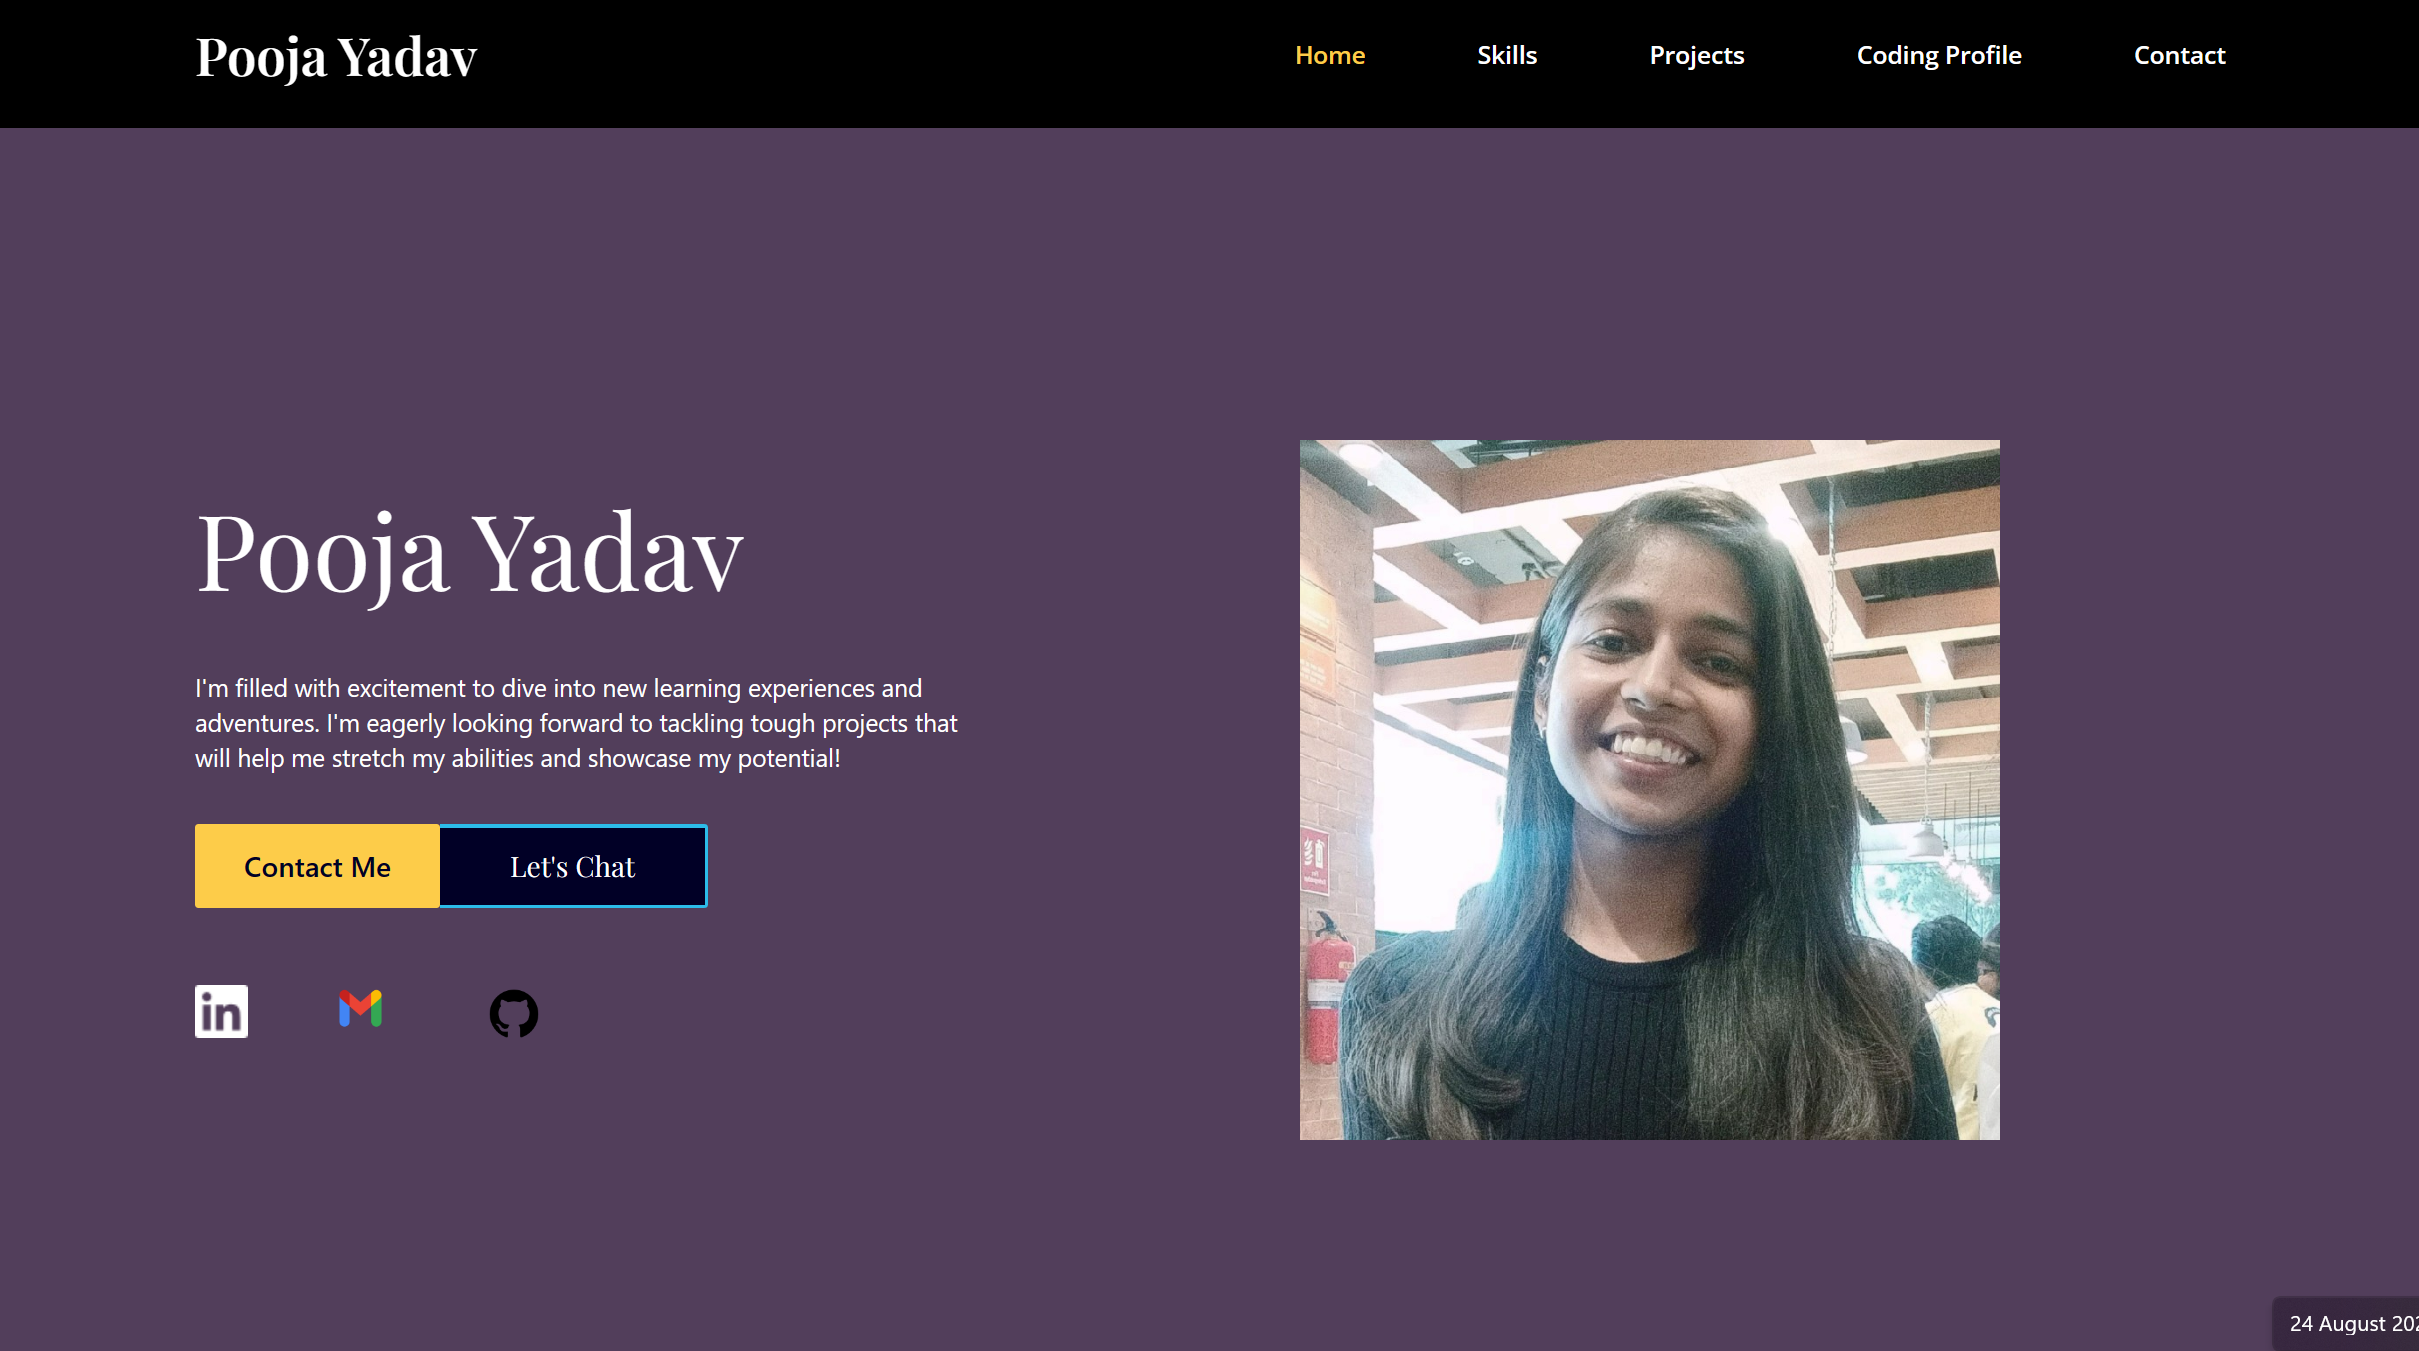 Pooja Yadav
Home Skills Projects Coding Profile Contact
Pooja Yadav
I'm filled with excitement to dive into new learning experiences and
adventures. I'm eagerly looking forward to tackling tough projects that
will help me stretch my abilities and showcase my potential!
Contact Me Let's Chat
in
24 August